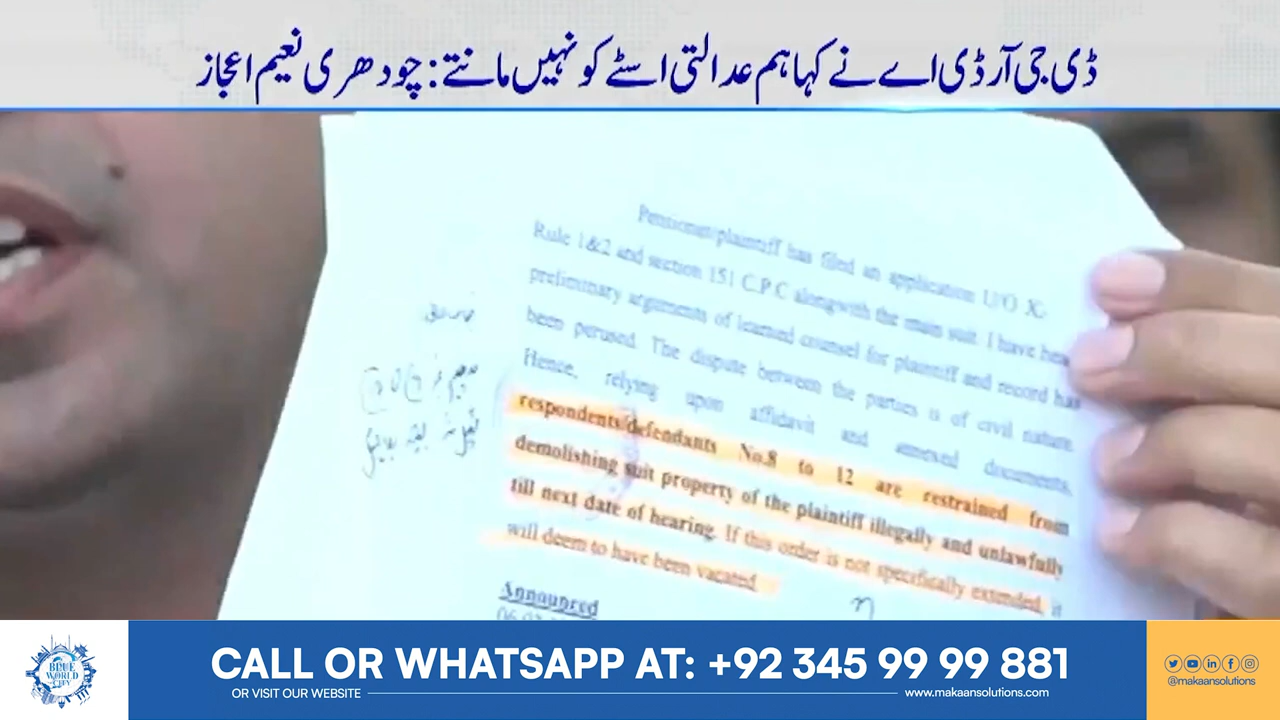 ڈی جی آر ڈی اے نے کہا ہم عدالتی اسٹے کو نہیں مانتے: چودھری نعیم اعجاز
Petitioner/plaintiff has filed an application U/O X-
Rule 1&2 and section 151 C.P.C alongwith the main suit. I have hea
preliminary arguments of learned counsel for plaintiff and record has
been perused. The dispute between the parties is of civil nature.
Hence, relying upon affidavit and annexed documents,
respondents/defendants No.8 to 12 are restrained from
demolishing suit property of the plaintiff illegally and unlawfully
till next date of hearing. If this order is not specifically extended, it
will deem to have been vacated.
Announced
BLUE WORLD CITY
CALL OR WHATSAPP AT: +92 345 99 99 881
OR VISIT OUR WEBSITE
www.makaansolutions.com
@makaansolutions